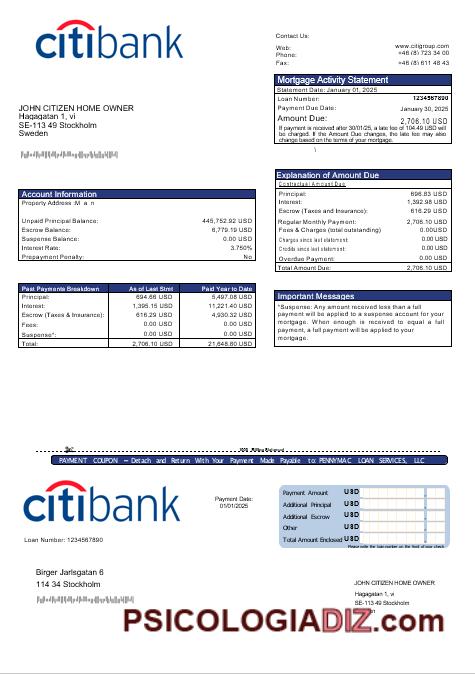 citibank
Contact Us:
Web: www.citigroup.com
Phone: +46 (8) 723 34 00
Fax: +46 (8) 611 48 43
Mortgage Activity Statement
Statement Date: January 01, 2025
Loan Number: 1234567890
Payment Due Date: January 30, 2025
Amount Due: 2,706.10 USD
If payment is received after 30/01/25, a late fee of 104.49 USD will
be charged. If the Amount Due changes, the late fee may also
change based on the terms of your mortgage.
JOHN CITIZEN HOME OWNER
Hagagatan 1, vi
SE-113 49 Stockholm
Sweden
Account Information
Property Address :M a n
Unpaid Principal Balance: 445,752.92 USD
Escrow Balance: 6,779.19 USD
Suspense Balance: 0.00 USD
Interest Rate: 3.750%
Prepayment Penalty: No
Explanation of Amount Due
Contractual Amount Due
Principal: 696.83 USD
Interest: 1,392.98 USD
Escrow (Taxes and Insurance): 616.29 USD
Regular Monthly Payment: 2,706.10 USD
Fees & Charges (total outstanding) 0.00USD
Charges since last statement: 0.00 USD
Credits since last statement: 0.00 USD
Overdue Payment: 0.00 USD
Total Amount Due: 2,706.10 USD
Past Payments Breakdown As of Last Stmt Paid Year to Date
Principal: 694.66 USD 5,497.08 USD
Interest: 1,395.15 USD 11,221.40 USD
Escrow (Taxes & Insurance): 616.29 USD 4,930.32 USD
Fees: 0.00 USD 0.00 USD
Suspense*: 0.00 USD 0.00 USD
Total: 2,706.10 USD 21,648.80 USD
Important Messages
*Suspense: Any amount received less than a full
payment will be applied to a suspense account for your
mortgage. When enough is received to equal a full
payment, a full payment will be applied to your
mortgage.
PAYMENT COUPON – Detach and Return With Your Payment Made Payable to: PENNYMAC LOAN SERVICES, LLC
citibank
Payment Date:
01/01/2025
Payment Amount USD
Additional Principal USD
Additional Escrow USD
Other USD
Total Amount Enclosed USD
Please write the loan number on the front of your check
Loan Number: 1234567890
Birger Jarlsgatan 6
114 34 Stockholm
JOHN CITIZEN HOME OWNER
Hagagatan 1, vi
SE-113 49 Stockholm
PSICOLOGIADIZ.com